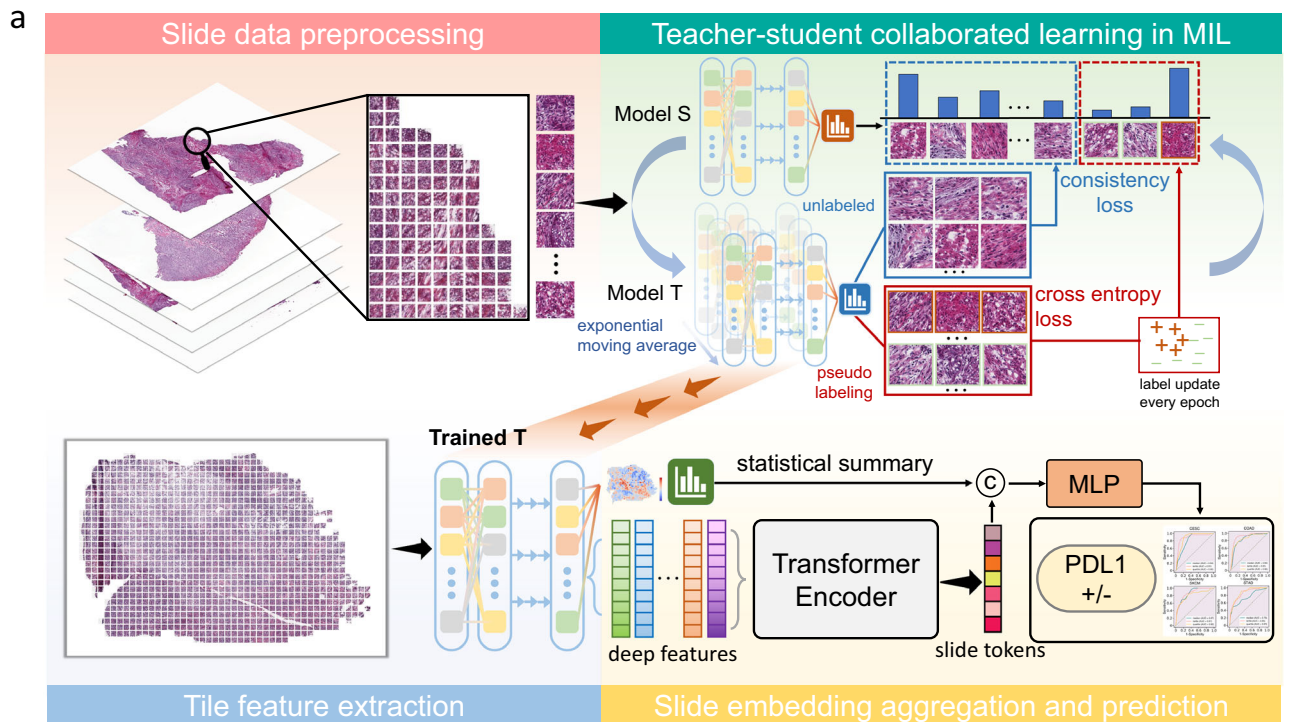 a
Slide data preprocessing
Teacher-student collaborated learning in MIL
Model S
consistency
loss
unlabeled
Model T
cross entropy
loss
exponential
moving average
pseudo
labeling
label update
every epoch
Trained T
statistical summary
C
MLP
Transformer
Encoder
PDL1
+/-
deep features
slide tokens
Tile feature extraction
Slide embedding aggregation and prediction